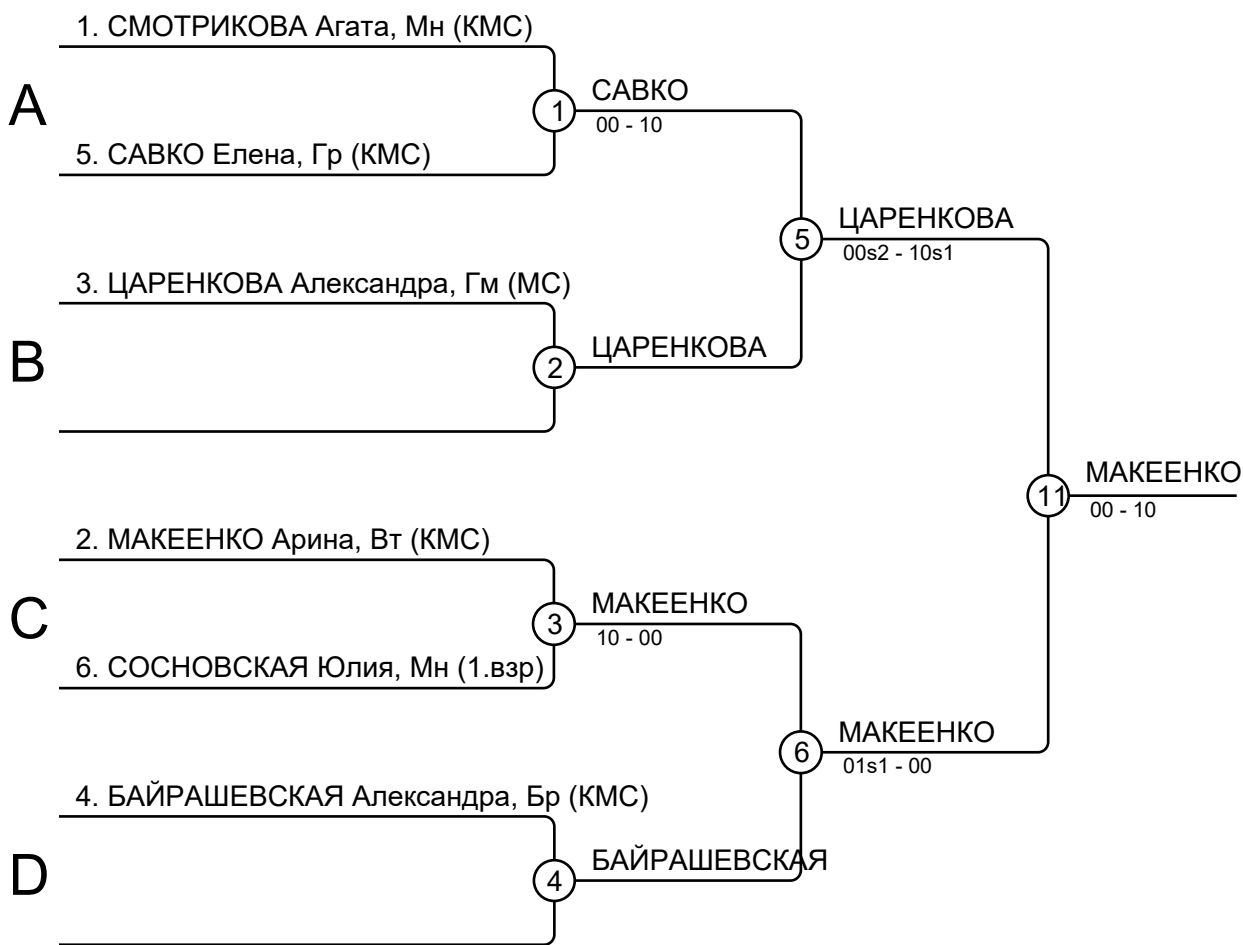 1. СМОТРИКОВА Агата, Мн (КМС)
A
1
САВКО
00 - 10
5. САВКО Елена, Гр (КМС)
5
ЦАРЕНКОВА
00s2 - 10s1
3. ЦАРЕНКОВА Александра, Гм (МС)
B
2
ЦАРЕНКОВА
11
МАКЕЕНКО
00 - 10
2. МАКЕЕНКО Арина, Вт (КМС)
C
3
МАКЕЕНКО
10 - 00
6. СОСНОВСКАЯ Юлия, Мн (1.взр)
6
МАКЕЕНКО
01s1 - 00
4. БАЙРАШЕВСКАЯ Александра, Бр (КМС)
D
4
БАЙРАШЕВСКАЯ